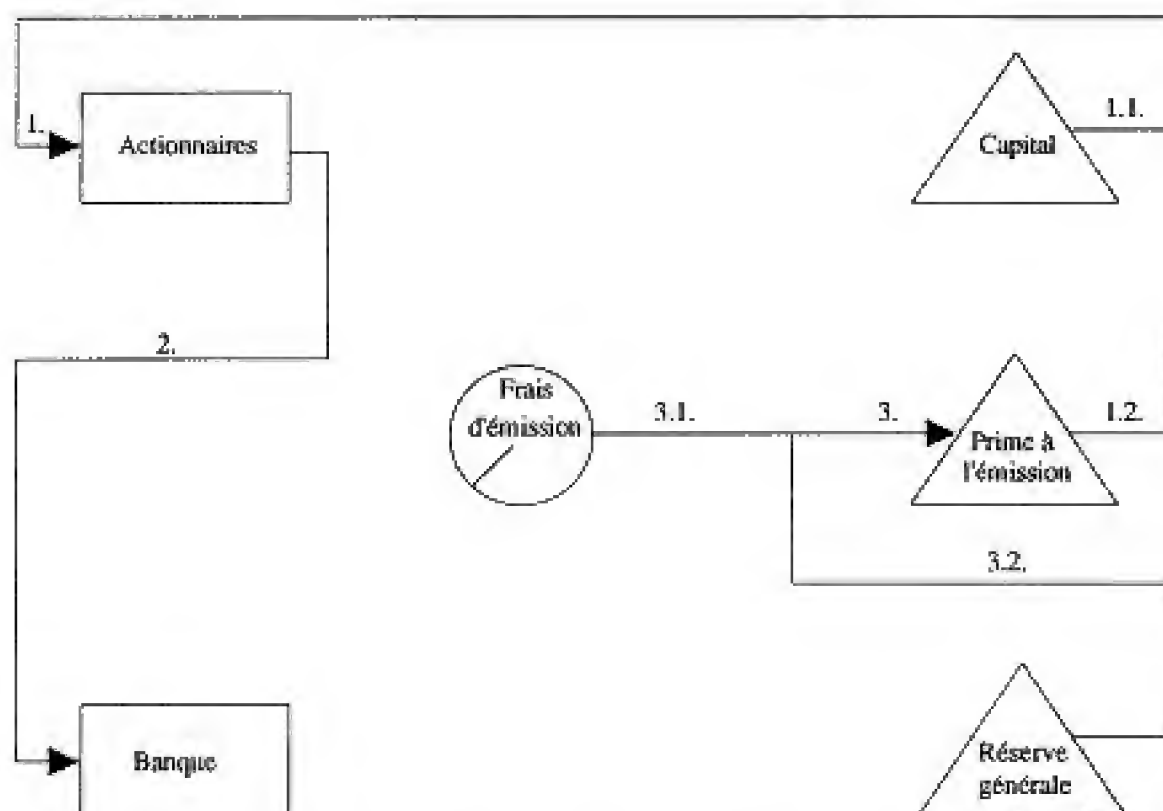 1.
Actionnaires
Capital
1.1.
2.
Frais
d'émission
3.1.
3.
Prime à
l'émission
1.2.
3.2.
Banque
Réserve
générale